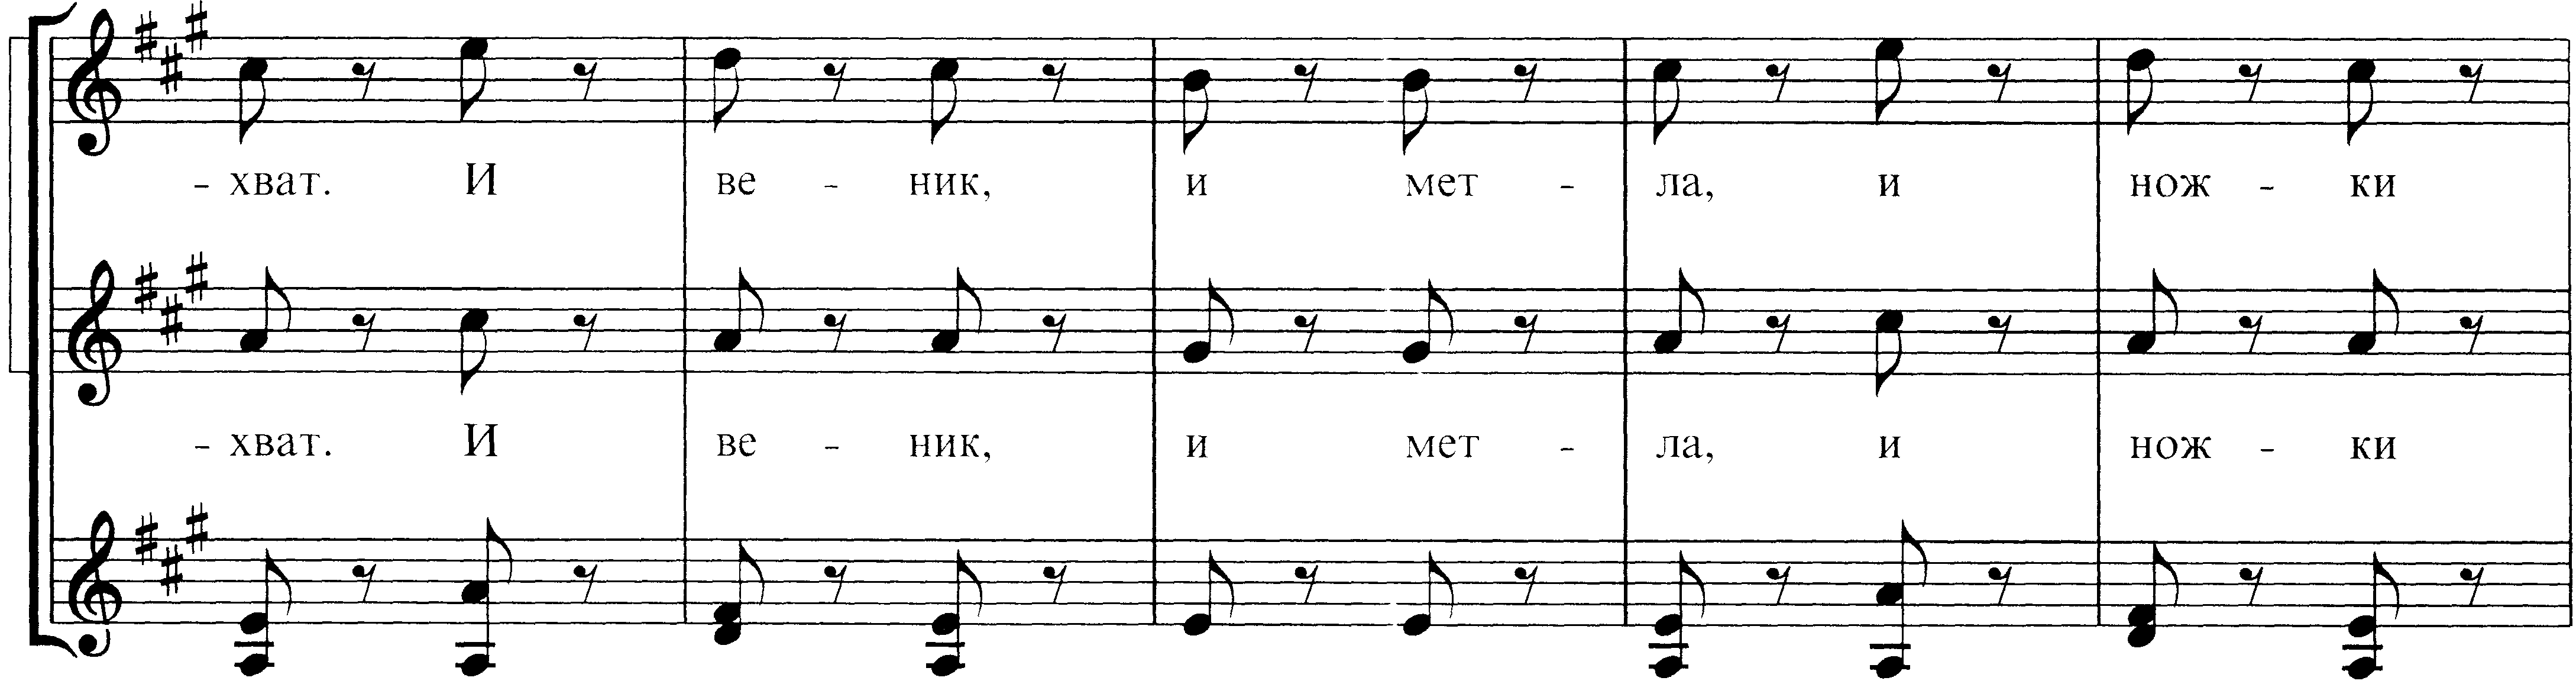 - хват. И ве - ник, и мет - ла, и нож - ки
- хват. И ве - ник, и мет - ла, и нож - ки